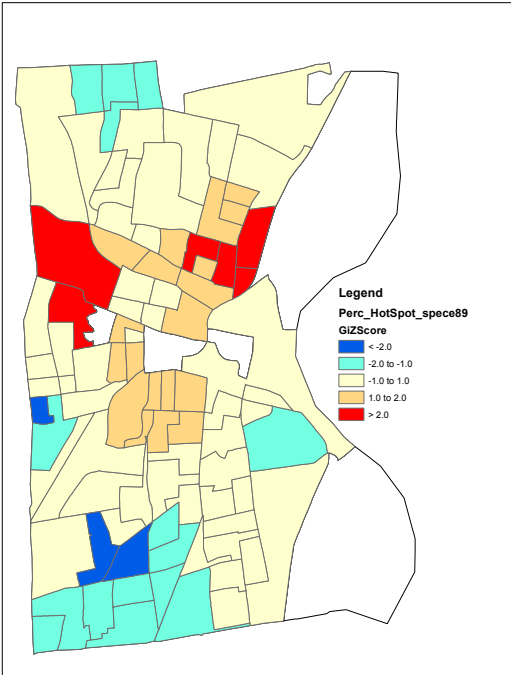 Legend
Perc_HotSpot_spece89
GiZScore
< -2.0
-2.0 to -1.0
-1.0 to 1.0
1.0 to 2.0
> 2.0